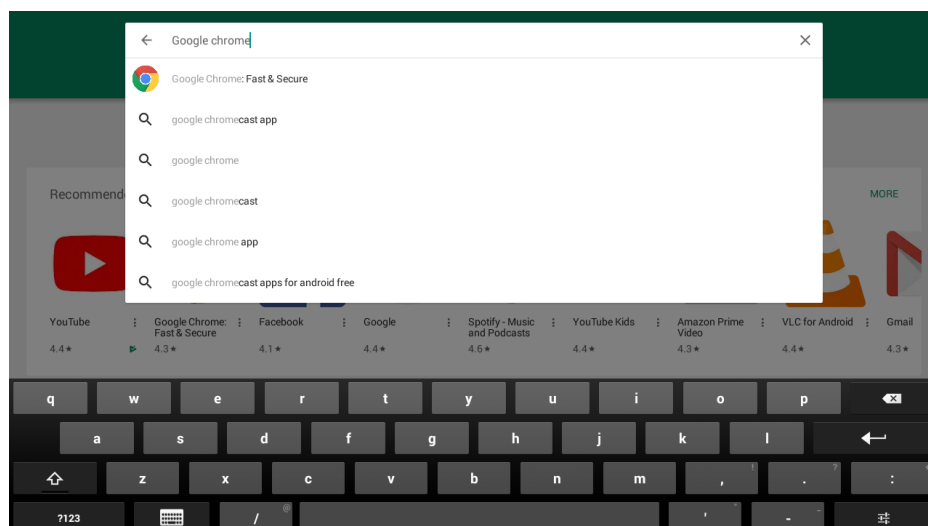 Google chrome
Google Chrome: Fast & Secure
google chromecast app
google chrome
google chromecast
google chrome app
google chromecast apps for android free
MORE
YouTube
Google Chrome: Fast & Secure
Facebook
Google
Spotify - Music and Podcasts
YouTube Kids
Amazon Prime Video
VLC for Android
Gmail
4.4★ 4.3★ 4.1★ 4.4★ 4.6★ 4.4★ 4.3★ 4.4★ 4.3★
q w e r t y u i o p
a s d f g h j k l
z x c v b n m , ! . ? :
?123 / @ ' " - _